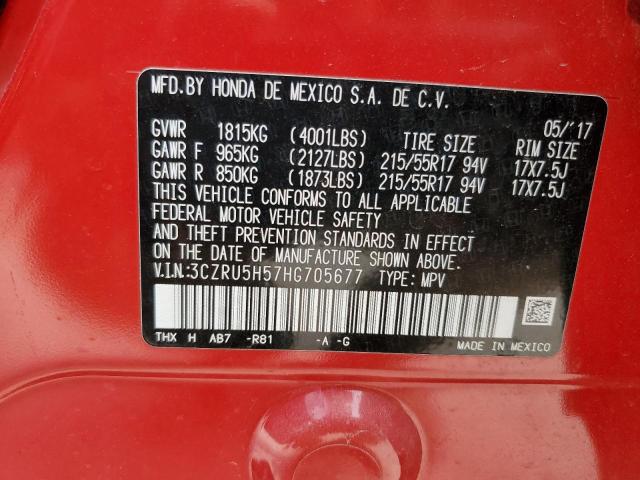 MFD.BY HONDA DE MEXICO S.A. DE C.V.
05/ 17
GVWR 1815KG (4001LBS) TIRE SIZE RIM SIZE
GAWR F 965KG (2127LBS) 215/55R17 94V 17X7.5J
GAWR R 850KG (1873LBS) 215/55R17 94V 17X7.5J
THIS VEHICLE CONFORMS TO ALL APPLICABLE
FEDERAL MOTOR VEHICLE SAFETY
AND THEFT PREVENTION STANDARDS IN EFFECT
ON THE DATE OF MANUFACTURE SHOWN ABOVE.
V.I.N:3CZRU5H57HG705677 TYPE: MPV
THX H AB7 -R81 -A -G
MADE IN MEXICO